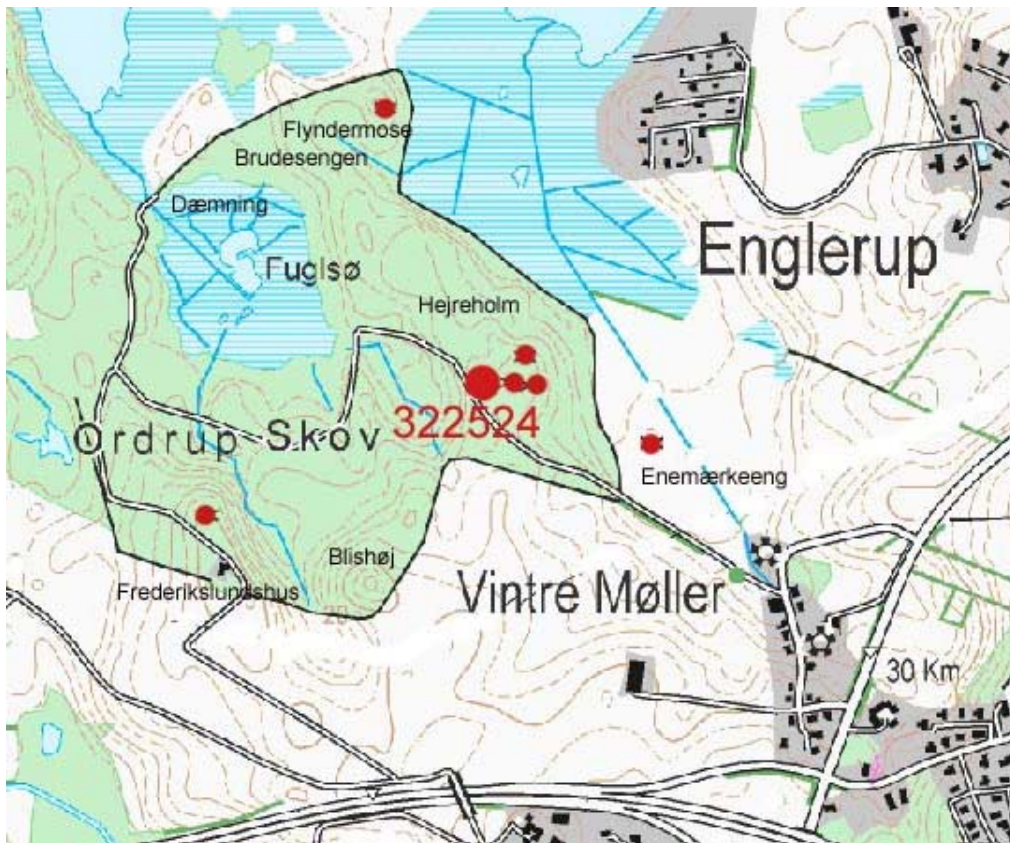 Flyndermose
Brudesengen
Dæmning
Fuglsø
Englerup
Hejreholm
Ordrup Skov
322524
Enemærkeeng
Blishøj
Frederikslundshus
Vintre Møller
30 Km